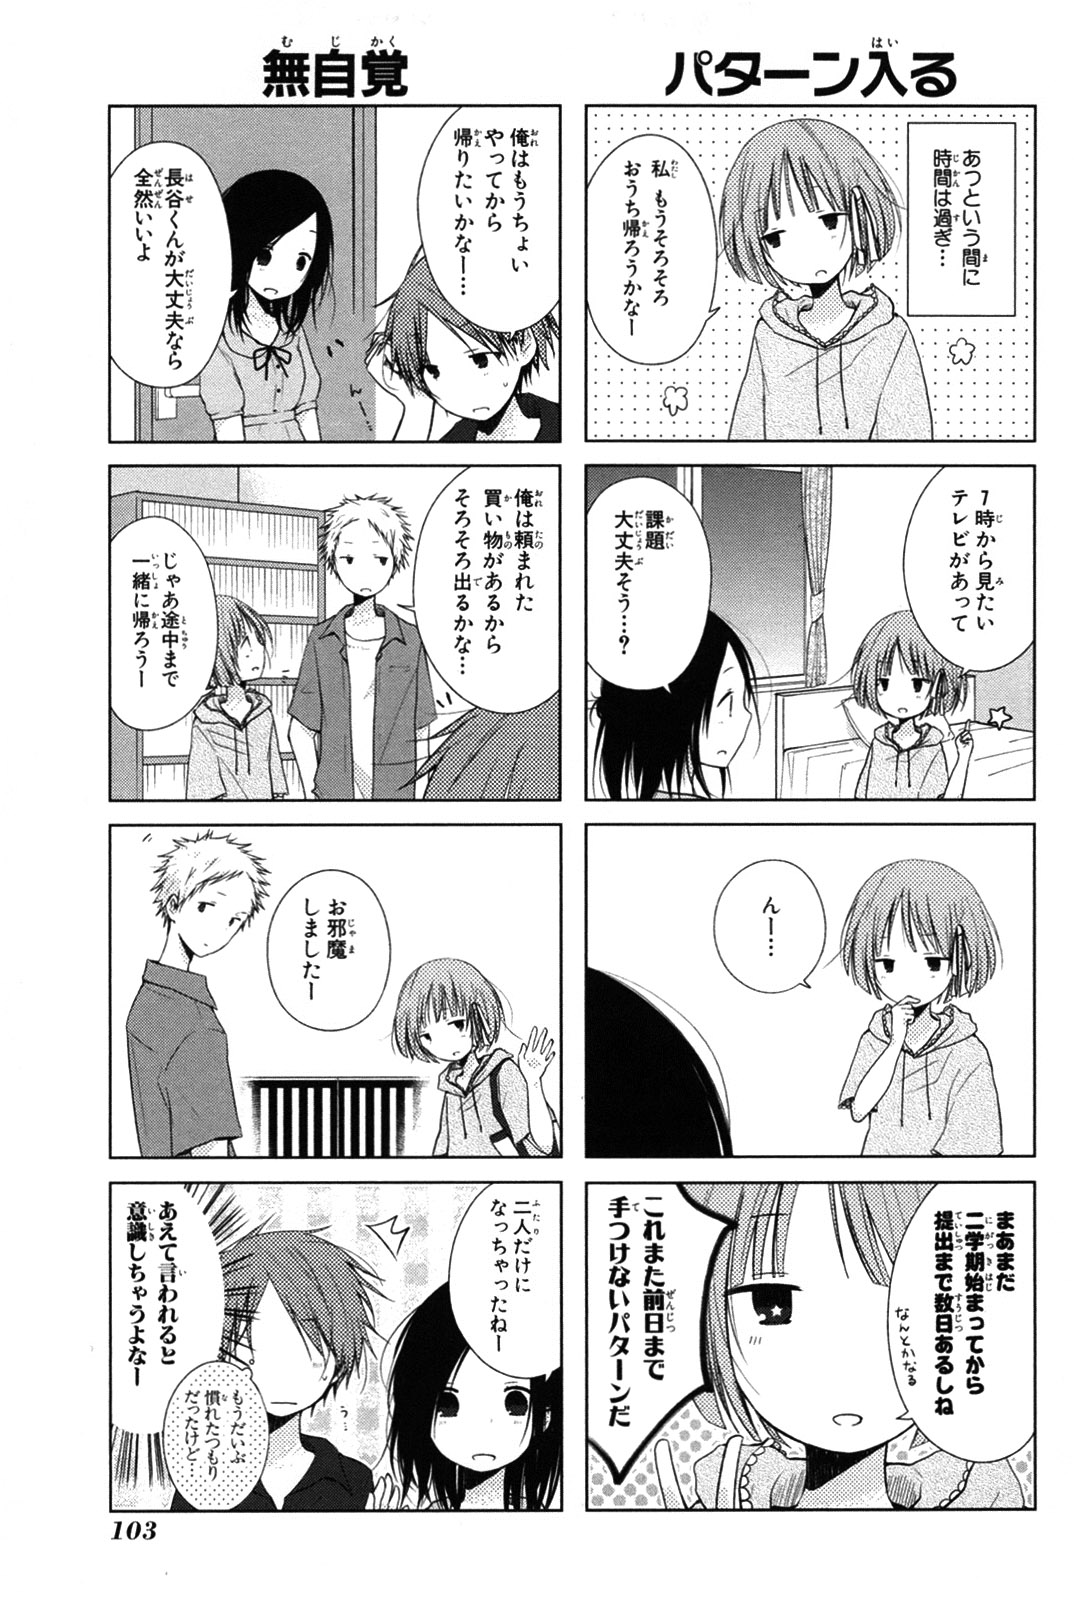 パターン入る
あっという間に
時間は過ぎ…
私 もうそろそろ
おうち帰ろうかなー
7時から見たい
テレビがあって
課題
大丈夫そう…?
んー…
まあまだ
二学期始まってから
提出まで数日あるしね
なんとかなる
これまた前日まで
手つけないパターンだ
無自覚
俺はもうちょい
やってから
帰りたいかなー…
んー…
長谷くんが大丈夫なら
全然いいよ
俺は頼まれた
買い物があるから
そろそろ出るかな…
じゃあ途中まで
一緒に帰ろうー
お邪魔
しましたー
二人だけに
なっちゃったねー
う…
あえて言われると
意識しちゃうよなー
もうだいぶ
慣れたつもり
だったけど…
103